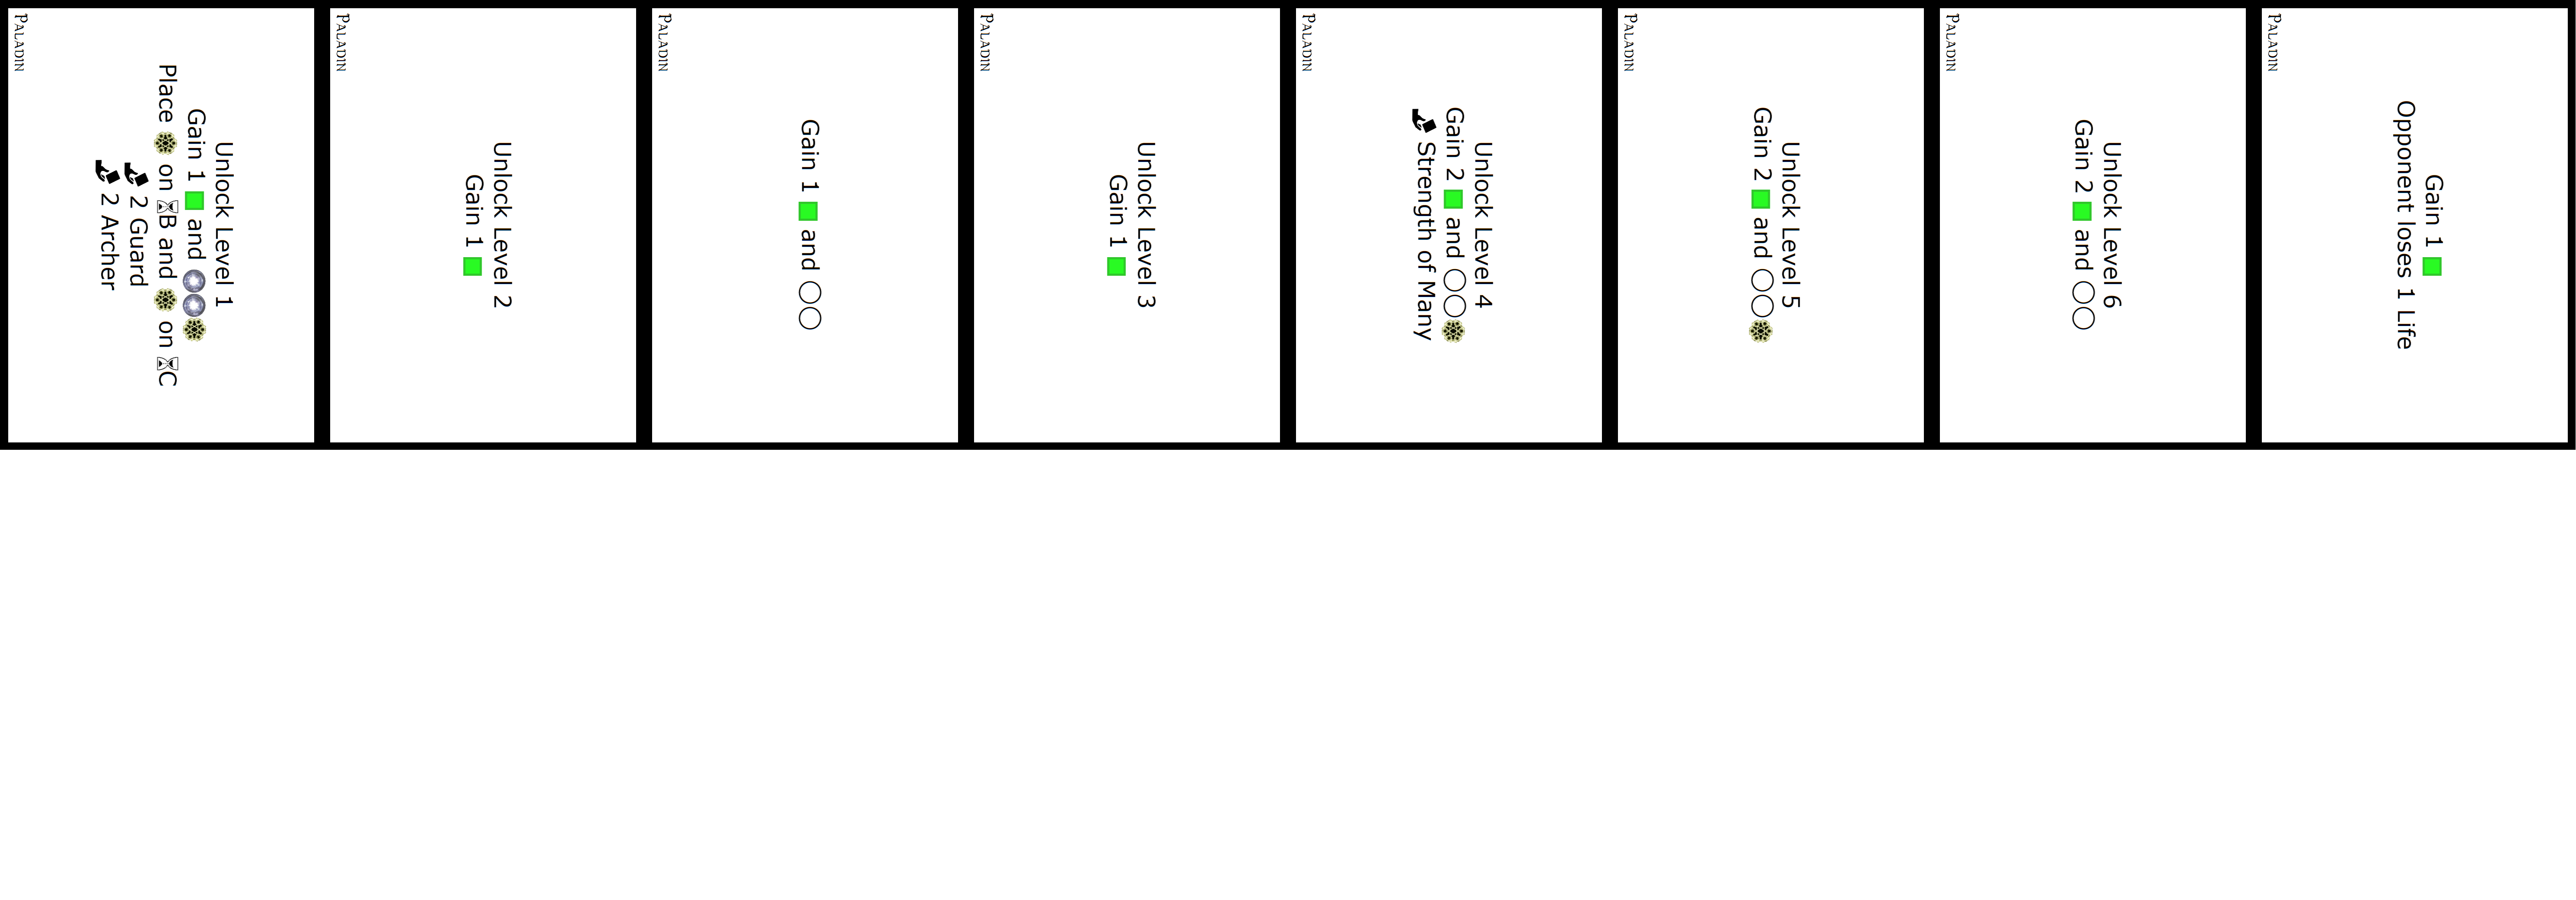 PALADIN
Unlock Level 1
Gain 1 and
Place on B and on C
2 Guard
2 Archer
PALADIN
Unlock Level 2
Gain 1
PALADIN
Gain 1 and
PALADIN
Unlock Level 3
Gain 1
PALADIN
Unlock Level 4
Gain 2 and
Strength of Many
PALADIN
Unlock Level 5
Gain 2 and
PALADIN
Unlock Level 6
Gain 2 and
PALADIN
Gain 1
Opponent loses 1 Life